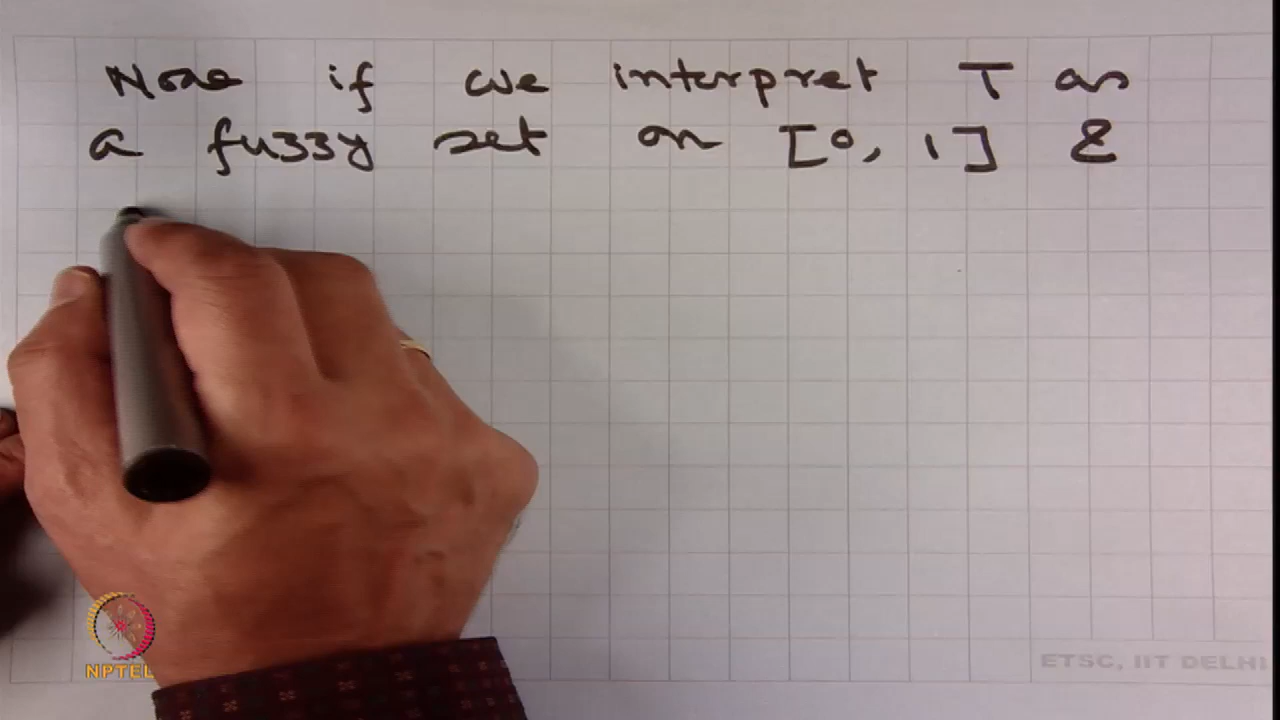 Now if we interpret T as
a fuzzy set on [0, 1] &
NPTEL
ETSC, IIT DELHI